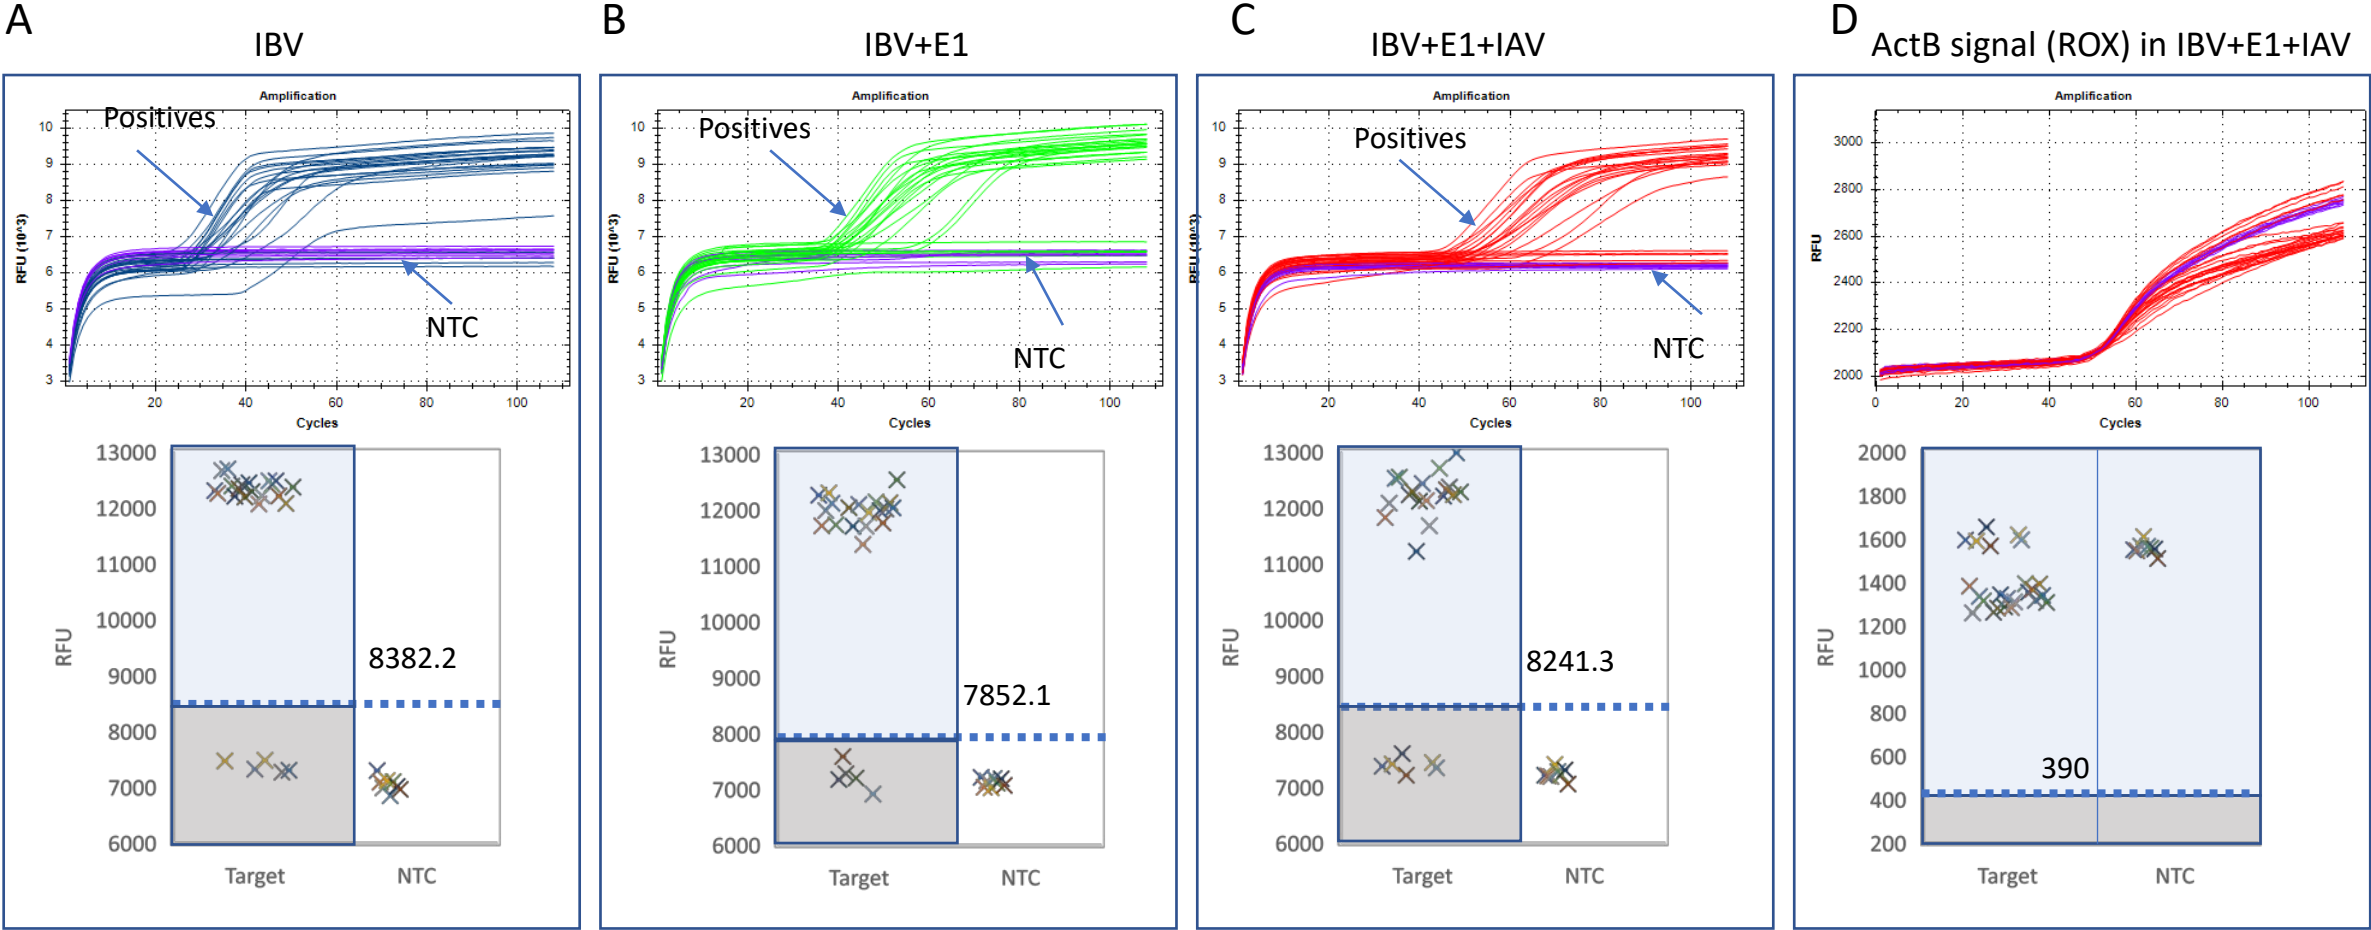 A
IBV
Amplification
Positives
RFU (10^3)
10
9
8
7
6
5
4
3
NTC
20 40 60 80 100
Cycles
13000
12000
11000
10000
9000
8000
7000
6000
RFU
8382.2
Target NTC
B
IBV+E1
Amplification
Positives
RFU (10^3)
10
9
8
7
6
5
4
3
NTC
20 40 60 80 100
Cycles
13000
12000
11000
10000
9000
8000
7000
6000
RFU
7852.1
Target NTC
C
IBV+E1+IAV
Amplification
Positives
RFU (10^3)
10
9
8
7
6
5
4
3
NTC
20 40 60 80 100
Cycles
13000
12000
11000
10000
9000
8000
7000
6000
RFU
8241.3
Target NTC
D
ActB signal (ROX) in IBV+E1+IAV
Amplification
RFU
3000
2800
2600
2400
2200
2000
0 20 40 60 80 100
Cycles
2000
1800
1600
1400
1200
1000
800
600
400
200
RFU
390
Target NTC